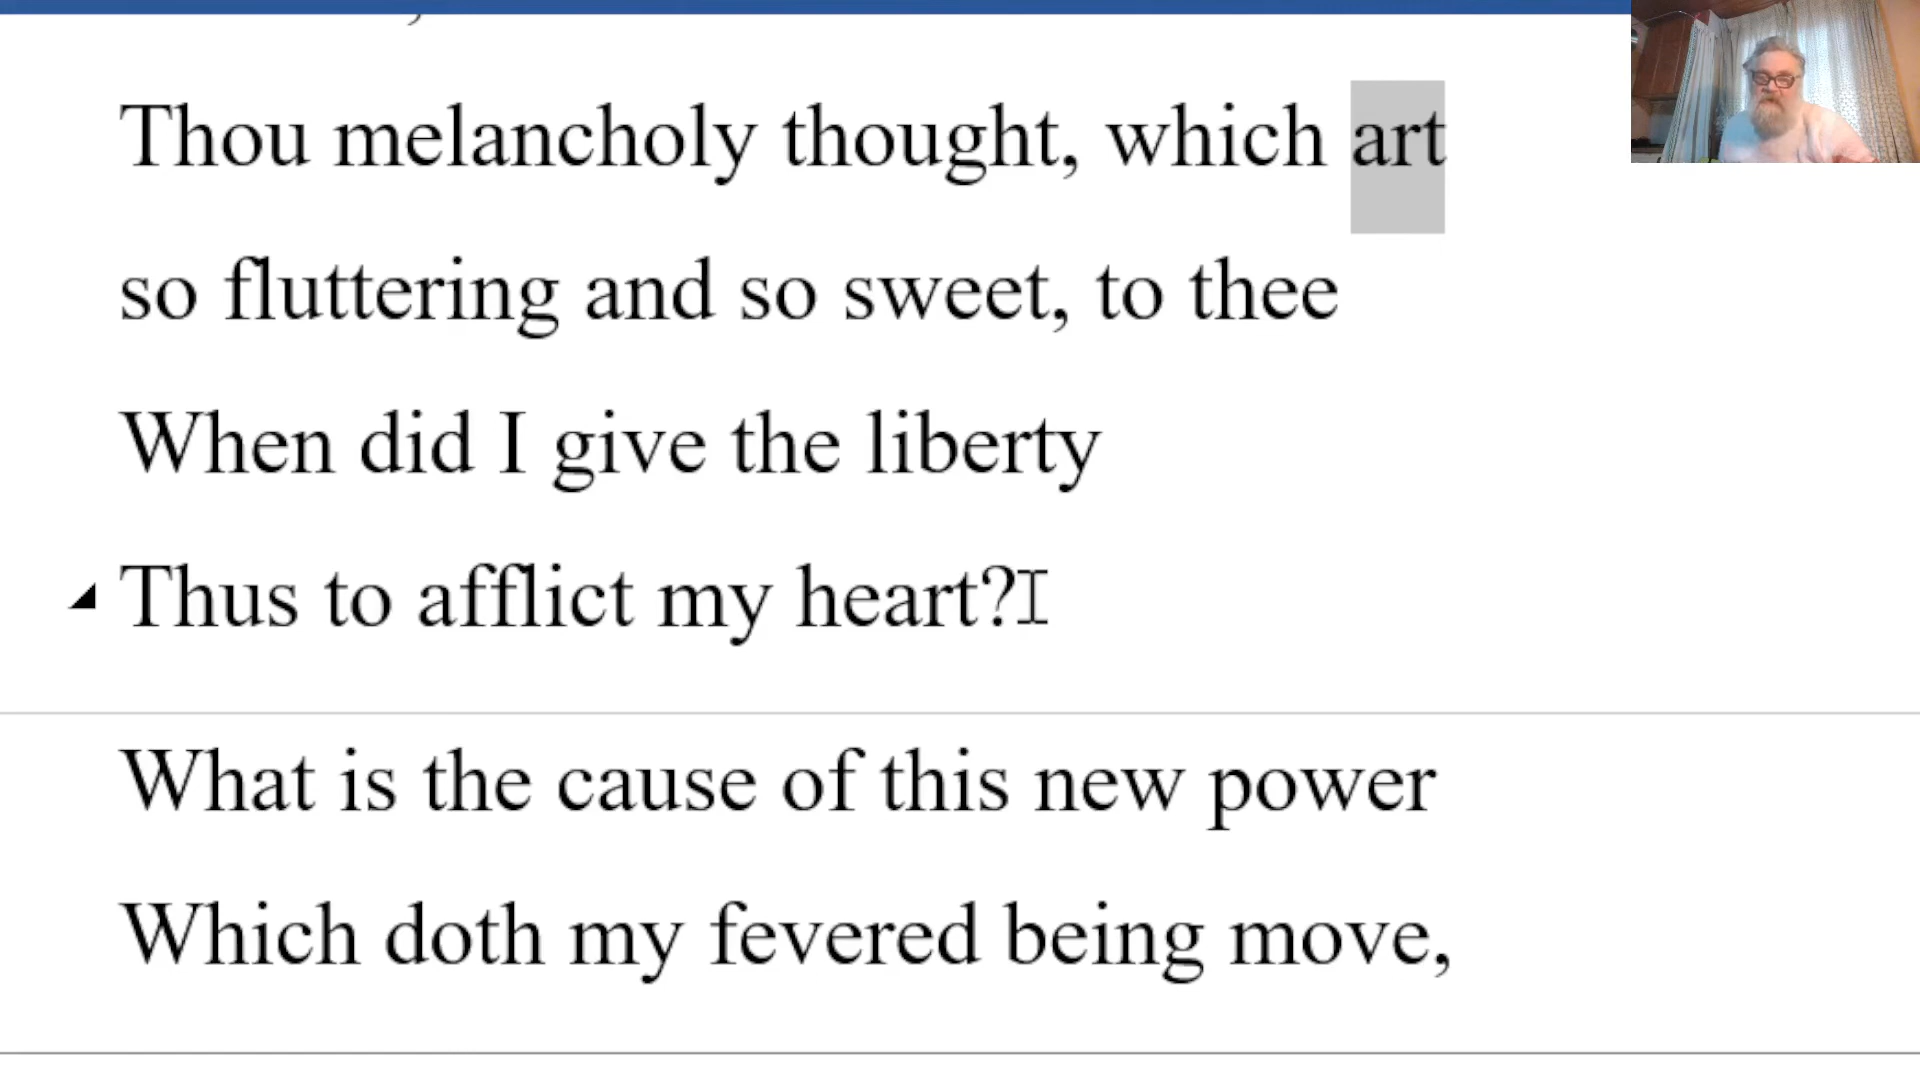 Thou melancholy thought, which art
so fluttering and so sweet, to thee
When did I give the liberty
Thus to afflict my heart?
What is the cause of this new power
Which doth my fevered being move,